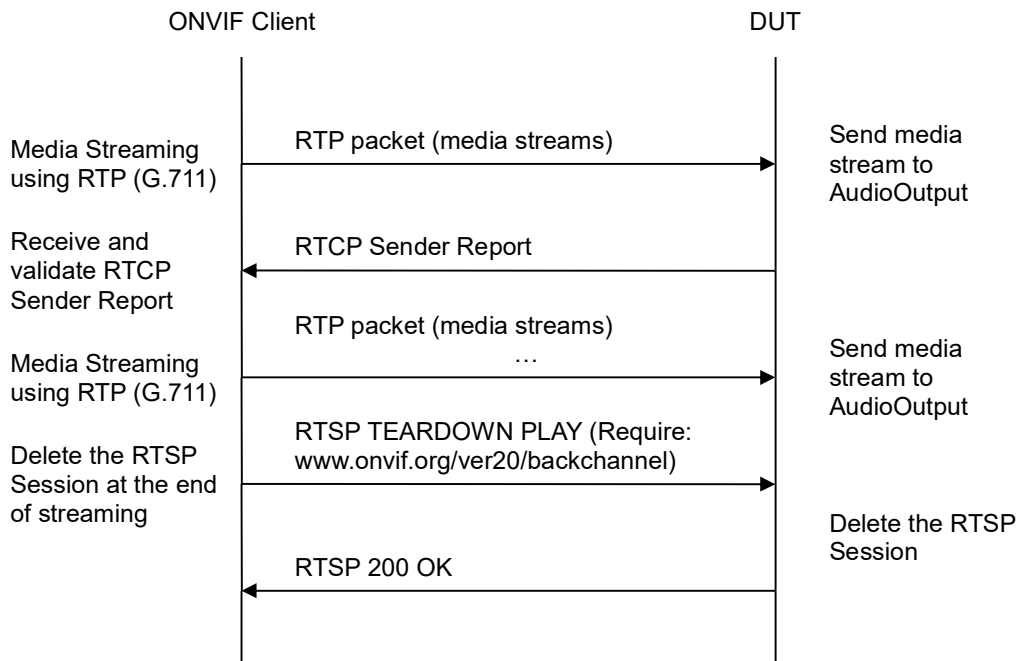 ONVIF Client
DUT
Media Streaming
using RTP (G.711)
RTP packet (media streams)
Send media
stream to
AudioOutput
Receive and
validate RTCP
Sender Report
RTCP Sender Report
Media Streaming
using RTP (G.711)
RTP packet (media streams)
…
Send media
stream to
AudioOutput
Delete the RTSP
Session at the end
of streaming
RTSP TEARDOWN PLAY (Require:
www.onvif.org/ver20/backchannel)
Delete the RTSP
Session
RTSP 200 OK